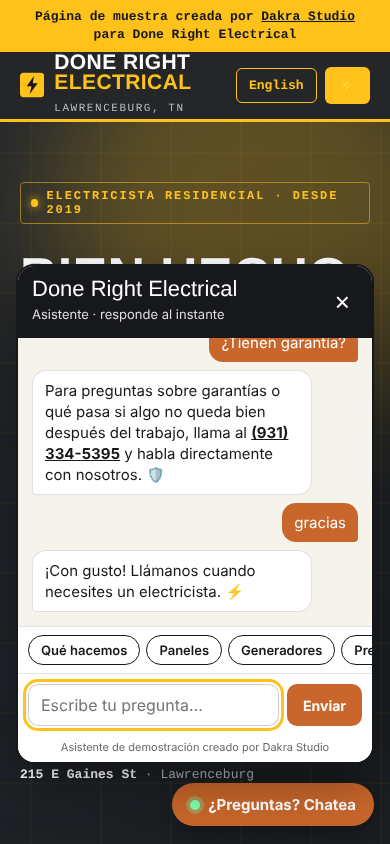 Página de muestra creada por Dakra Studio
para Done Right Electrical
DONE RIGHT
ELECTRICAL
LAWRENCEBURG, TN
English
ELECTRICISTA RESIDENCIAL · DESDE
2019
BIEN HECHO
Done Right Electrical
Asistente · responde al instante
✕
¿Tienen garantía?
Para preguntas sobre garantías o
qué pasa si algo no queda bien
después del trabajo, llama al (931)
334-5395 y habla directamente
con nosotros. 🛡️
gracias
¡Con gusto! Llámanos cuando
necesites un electricista. ⚡
Qué hacemos
Paneles
Generadores
Pre
Escribe tu pregunta...
Enviar
Asistente de demostración creado por Dakra Studio
215 E Gaines St · Lawrenceburg
¿Preguntas? Chatea